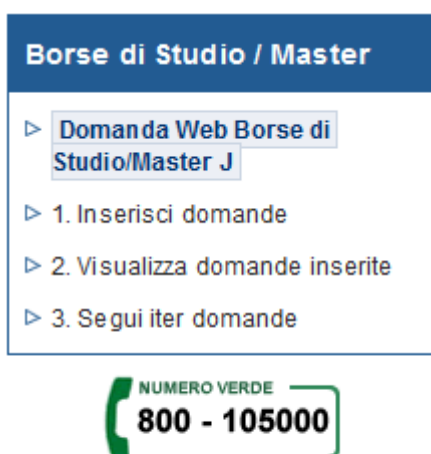 Borse di Studio / Master
Domanda Web Borse di
Studio/Master J
1. Inserisci domande
2. Visualizza domande inserite
3. Segui iter domande
NUMERO VERDE
800 - 105000